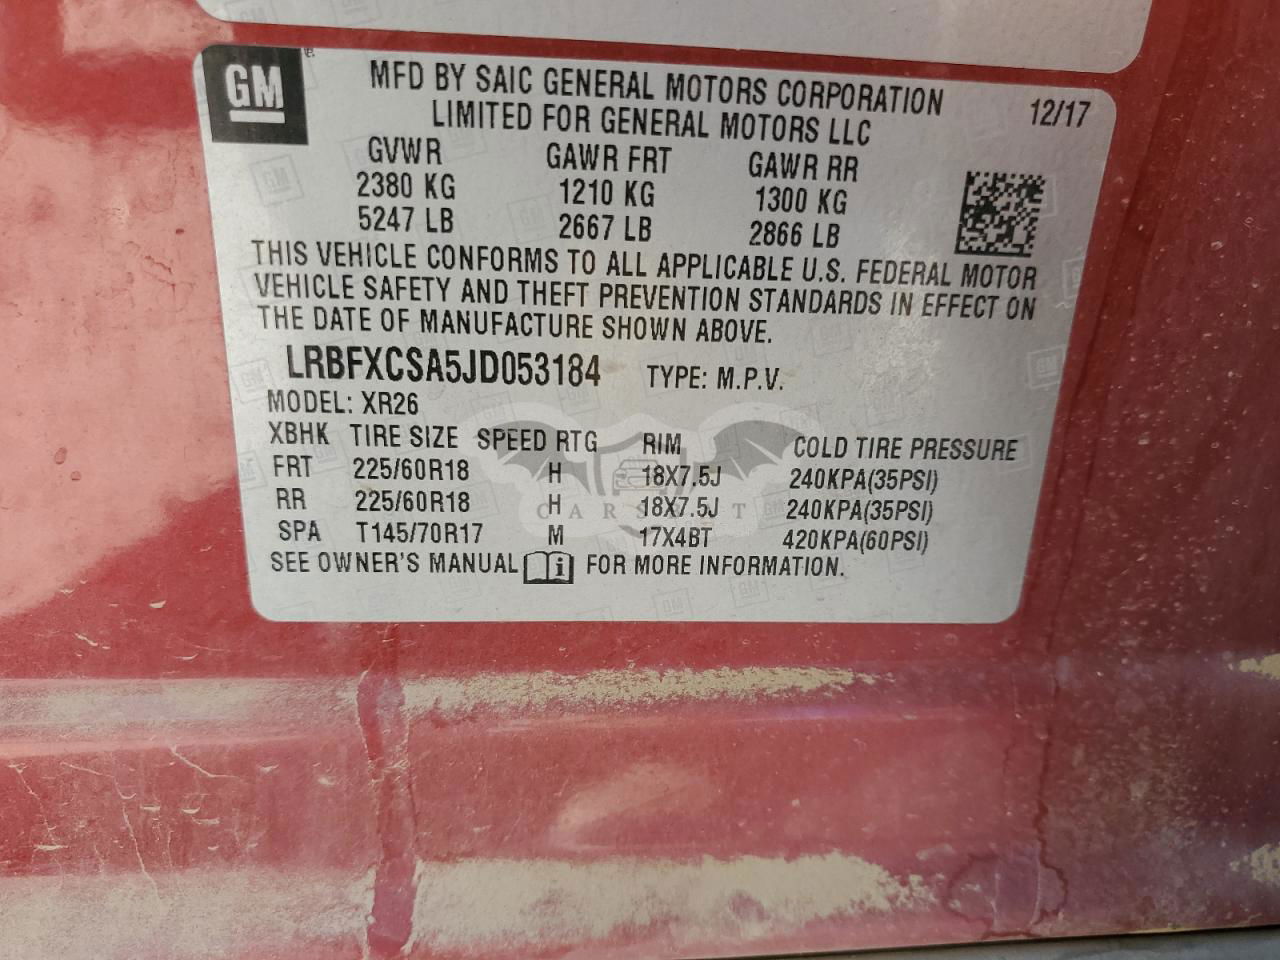 GM
MFD BY SAIC GENERAL MOTORS CORPORATION 12/17
LIMITED FOR GENERAL MOTORS LLC
GVWR GAWR FRT GAWR RR
2380 KG 1210 KG 1300 KG
5247 LB 2667 LB 2866 LB
THIS VEHICLE CONFORMS TO ALL APPLICABLE U.S. FEDERAL MOTOR
VEHICLE SAFETY AND THEFT PREVENTION STANDARDS IN EFFECT ON
THE DATE OF MANUFACTURE SHOWN ABOVE.
LRBFXCSA5JD053184 TYPE: M.P.V.
MODEL: XR26
XBHK TIRE SIZE SPEED RTG RIM COLD TIRE PRESSURE
FRT 225/60R18 H 18X7.5J 240KPA(35PSI)
RR 225/60R18 H 18X7.5J 240KPA(35PSI)
SPA T145/70R17 M 17X4BT 420KPA(60PSI)
SEE OWNER'S MANUAL i FOR MORE INFORMATION.